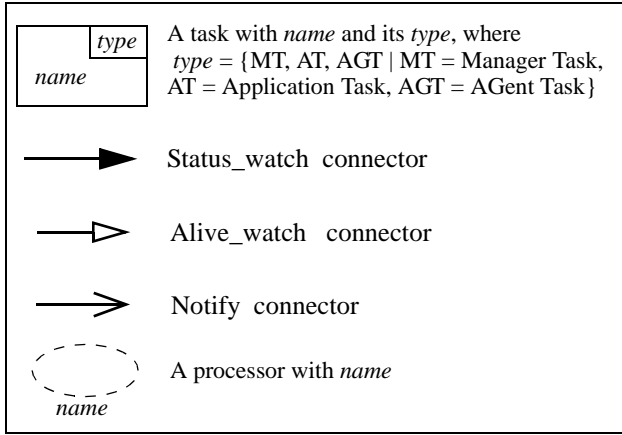 type
name
A task with name and its type, where
type = {MT, AT, AGT | MT = Manager Task,
AT = Application Task, AGT = AGent Task}
Status_watch connector
Alive_watch connector
Notify connector
A processor with name
name